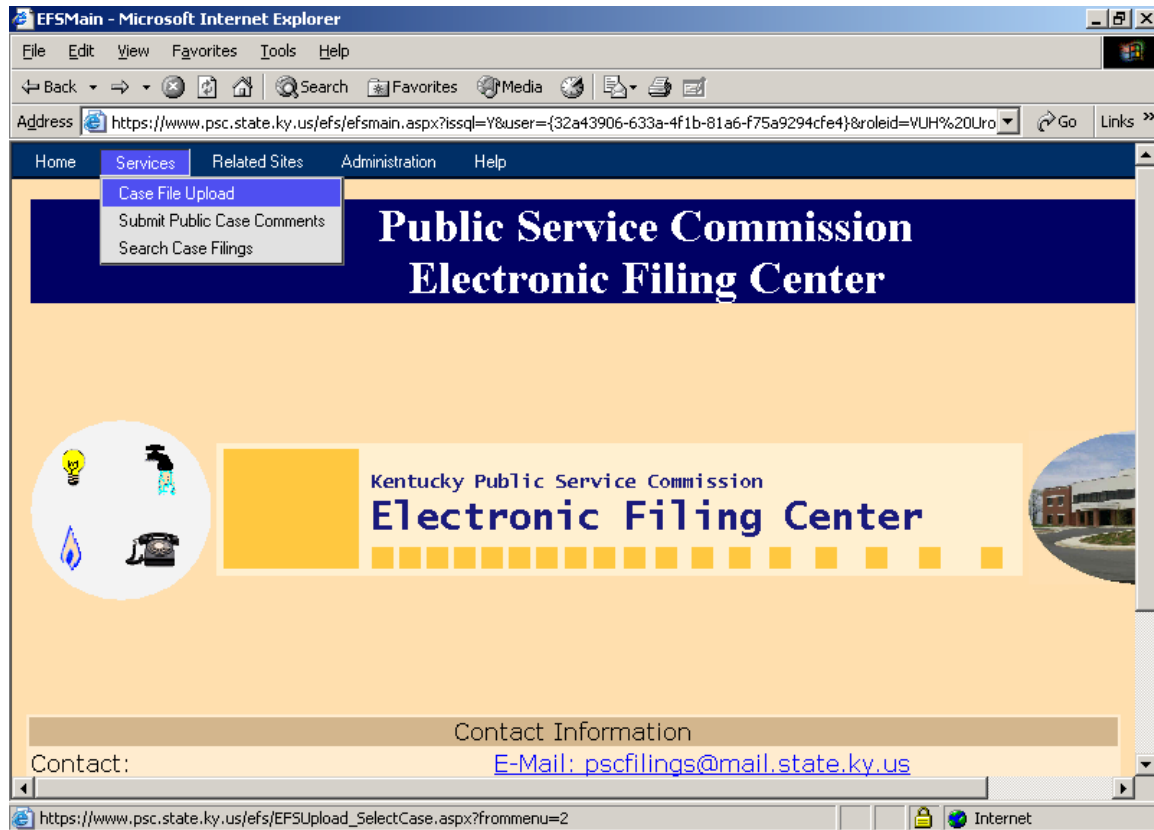 EFSMain - Microsoft Internet Explorer
File Edit View Favorites Tools Help
Back Search Favorites Media
Address https://www.psc.state.ky.us/efs/efsmain.aspx?issql=Y&user={32a43906-633a-4f1b-81a6-f75a9294cfe4}&roleid=VUH%20Uro Go Links »
Home Services Related Sites Administration Help
Case File Upload
Submit Public Case Comments
Search Case Filings
Public Service Commission
Electronic Filing Center
Kentucky Public Service Commission
Electronic Filing Center
Contact Information
Contact: E-Mail: pscfilings@mail.state.ky.us
https://www.psc.state.ky.us/efs/EFSUpload_SelectCase.aspx?frommenu=2 Internet